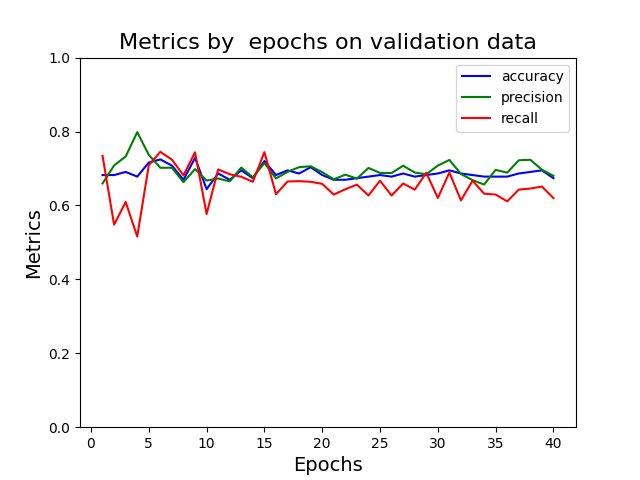 Metrics by  epochs on validation data
accuracy
precision
recall
1.0
0.8
0.6
0.4
0.2
0.0
Metrics
0 5 10 15 20 25 30 35 40
Epochs